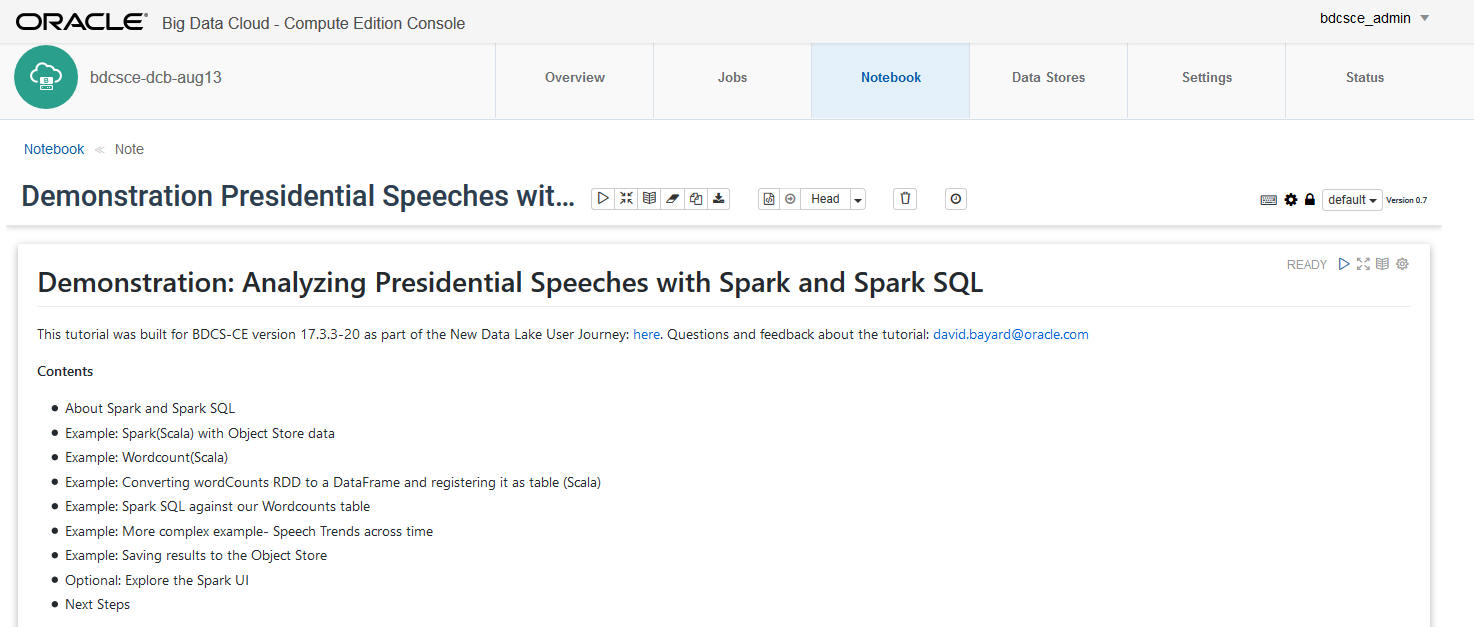 ORACLE® Big Data Cloud - Compute Edition Console
bdcsce_admin
bdcsce-dcb-aug13
Overview
Jobs
Notebook
Data Stores
Settings
Status
Notebook ≪ Note
Demonstration Presidential Speeches wit...
Head
default
Version 0.7
READY
Demonstration: Analyzing Presidential Speeches with Spark and Spark SQL
This tutorial was built for BDCS-CE version 17.3.3-20 as part of the New Data Lake User Journey: here. Questions and feedback about the tutorial: david.bayard@oracle.com
Contents
• About Spark and Spark SQL
• Example: Spark(Scala) with Object Store data
• Example: Wordcount(Scala)
• Example: Converting wordCounts RDD to a DataFrame and registering it as table (Scala)
• Example: Spark SQL against our Wordcounts table
• Example: More complex example- Speech Trends across time
• Example: Saving results to the Object Store
• Optional: Explore the Spark UI
• Next Steps